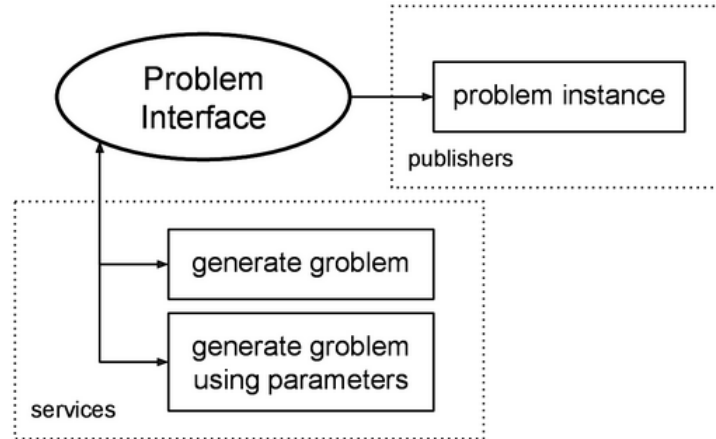 Problem
Interface
problem instance
publishers
generate groblem
generate groblem
using parameters
services